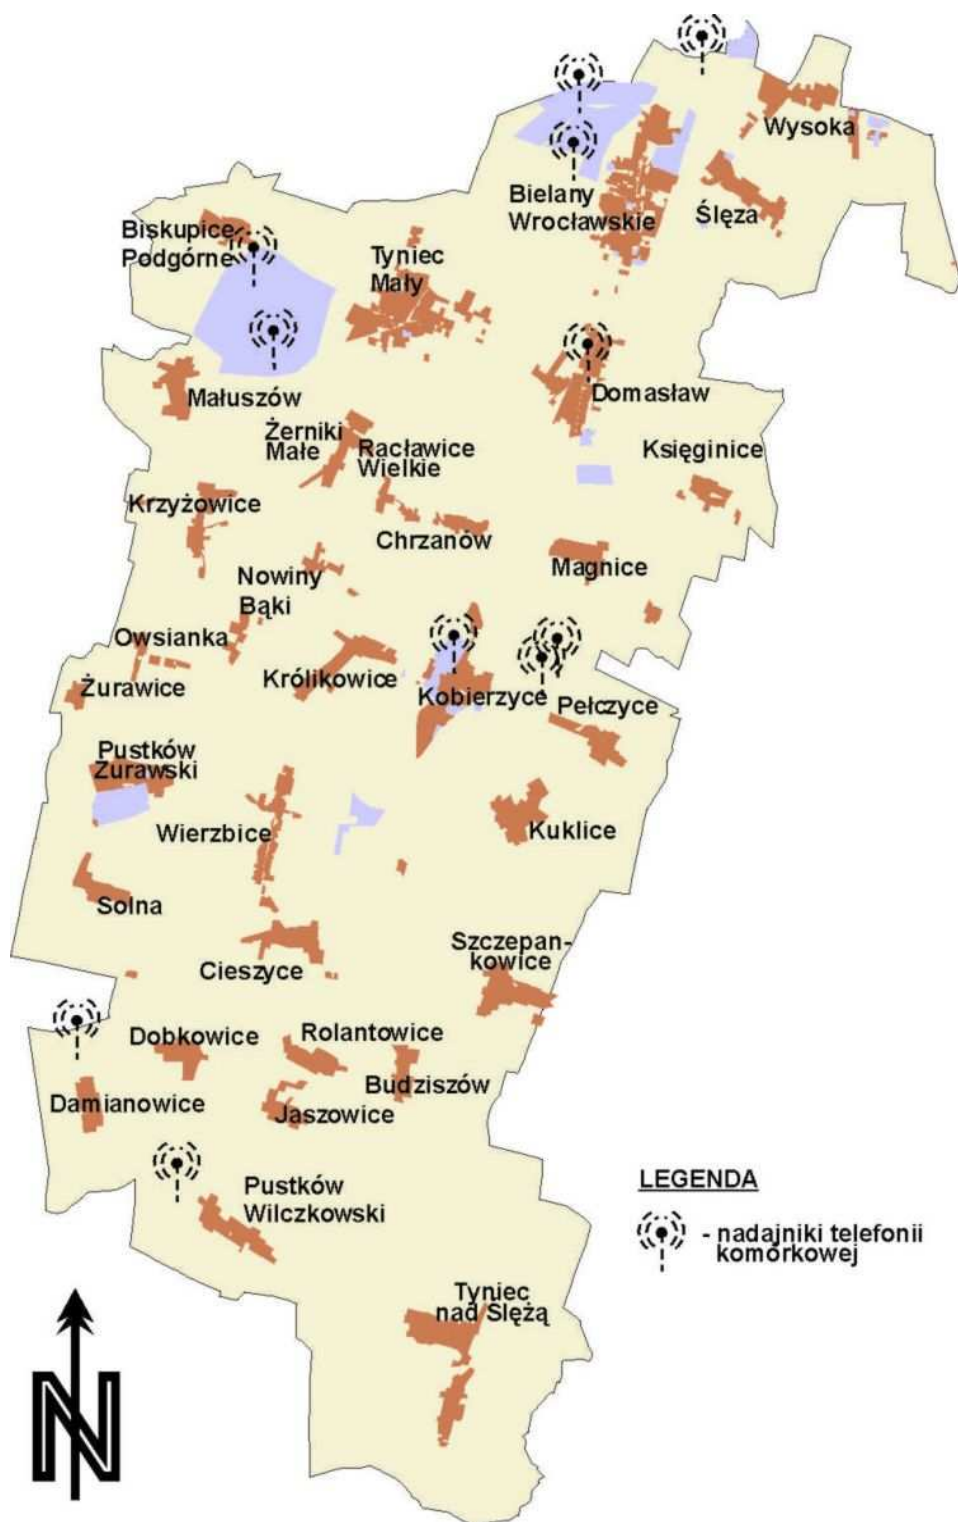 Wysoka
Bielany
Wrocławskie
Ślęza
Biskupice
Podgórne
Tyniec
Mały
Małuszów
Domasław
Żerniki
Małe
Racławice
Wielkie
Księginice
Krzyżowice
Chrzanów
Magnice
Nowiny
Bąki
Owsianka
Żurawice
Królikowice
Kobierzyce
Pełczyce
Pustków
Żurawski
Wierzbice
Kuklice
Solna
Szczepan-
kowice
Cieszyce
Dobkowice
Rolantowice
Budziszów
Damianowice
Jaszowice
Pustków
Wilczkowski
LEGENDA
- nadajniki telefonii
komórkowej
Tyniec
nad Ślężą
N